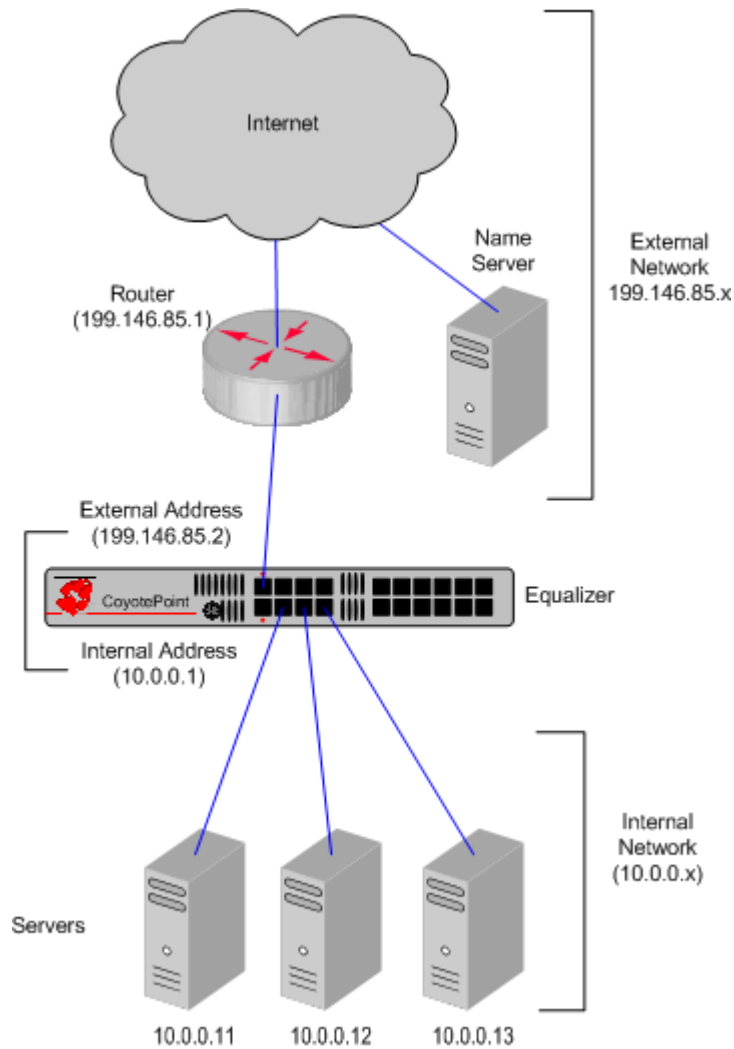 Internet
Name
Server
External
Network
199.146.85.x
Router
(199.146.85.1)
External Address
(199.146.85.2)
CoyotePoint
Equalizer
Internal Address
(10.0.0.1)
Internal
Network
(10.0.0.x)
Servers
10.0.0.11
10.0.0.12
10.0.0.13